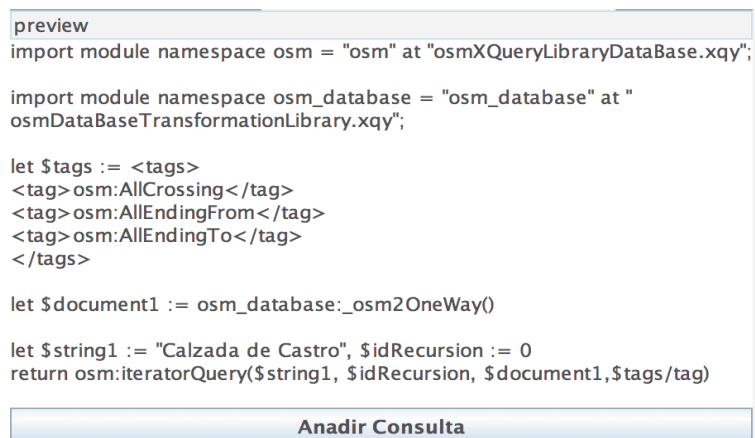 preview
import module namespace osm = "osm" at "osmXQueryLibraryDataBase.xqy";
import module namespace osm_database = "osm_database" at "
osmDataBaseTransformationLibrary.xqy";
let $tags := <tags>
<tag>osm:AllCrossing</tag>
<tag>osm:AllEndingFrom</tag>
<tag>osm:AllEndingTo</tag>
</tags>
let $document1 := osm_database:_osm2OneWay()
let $string1 := "Calzada de Castro", $idRecursion := 0
return osm:iteratorQuery($string1, $idRecursion, $document1,$tags/tag)
Anadir Consulta